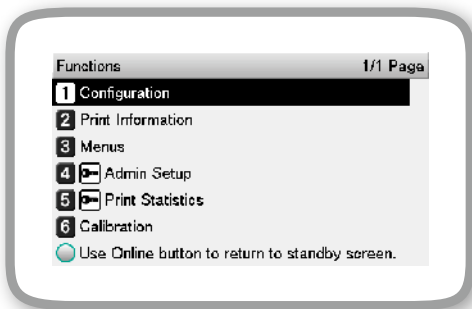 Functions 1/1 Page
1 Configuration
2 Print Information
3 Menus
4 Admin Setup
5 Print Statistics
6 Calibration
Use Online button to return to standby screen.